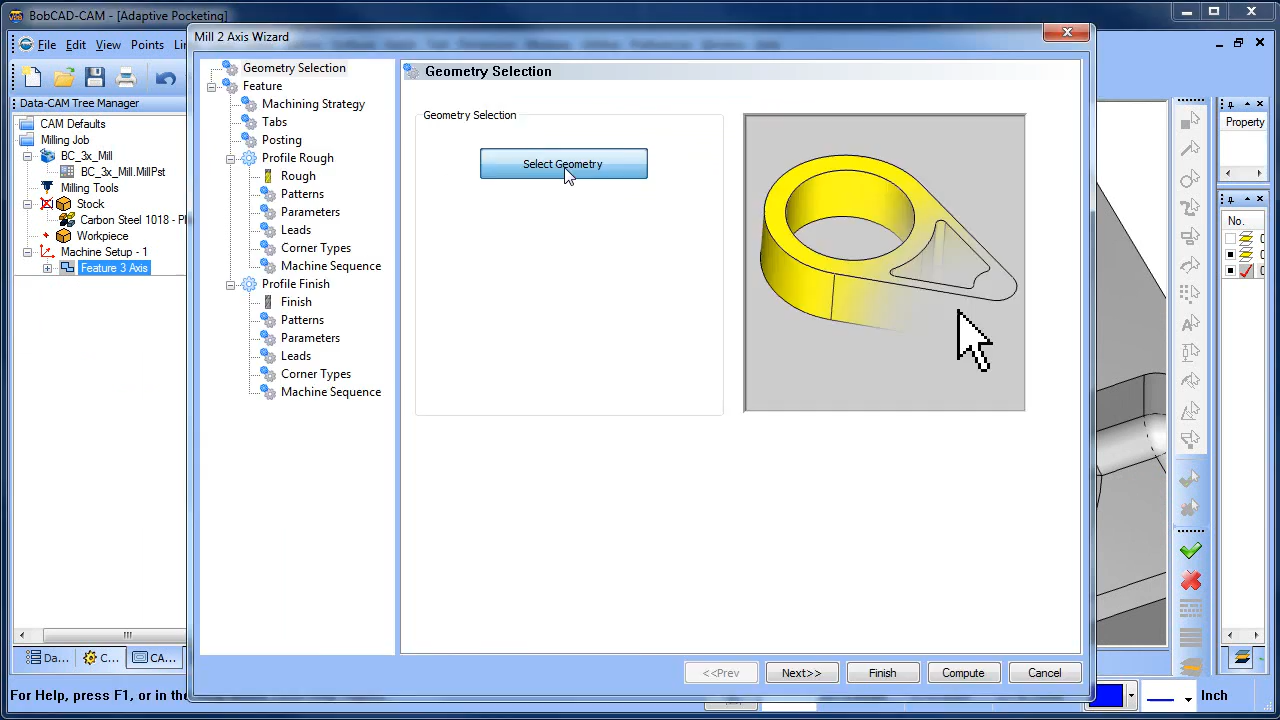 BobCAD-CAM - [Adaptive Pocketing]
File Edit View Points
Data-CAM Tree Manager
CAM Defaults
Milling Job
BC_3x_Mill
BC_3x_Mill.MillPst
Milling Tools
Stock
Carbon Steel 1018 - Pl
Workpiece
Machine Setup - 1
Feature 3 Axis
Da...
C...
CA...
For Help, press F1, or in the
Mill 2 Axis Wizard
Geometry Selection
Feature
Machining Strategy
Tabs
Posting
Profile Rough
Rough
Patterns
Parameters
Leads
Corner Types
Machine Sequence
Profile Finish
Finish
Patterns
Parameters
Leads
Corner Types
Machine Sequence
Geometry Selection
Geometry Selection
Select Geometry
<<Prev Next>> Finish Compute Cancel
Property
No.
Inch